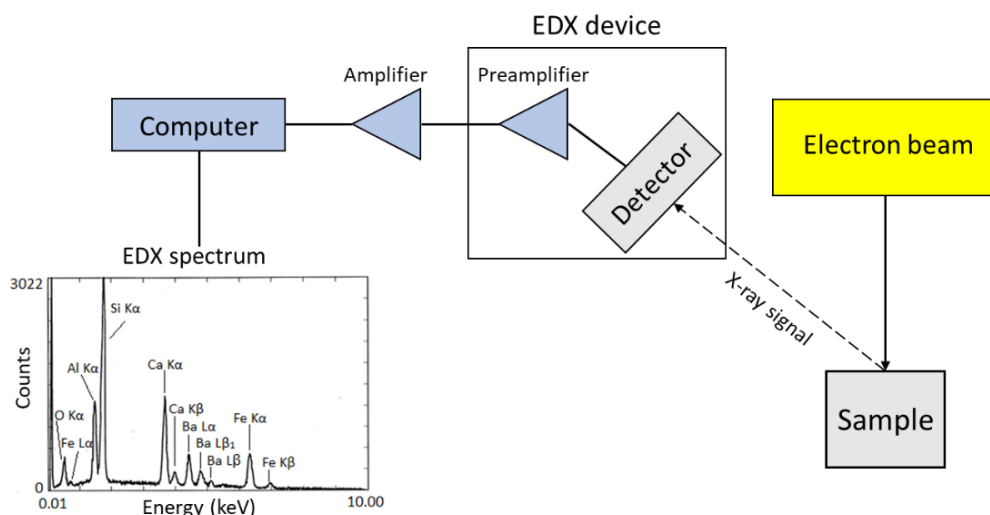 EDX device
Amplifier
Preamplifier
Computer
Detector
Electron beam
X-ray signal
Sample
EDX spectrum
3022
Si Kα
Al Kα
Ca Kα
O Kα
Ca Kβ
Fe Kα
Ba Lα
Fe Lα
Ba Lβ₁
Ba Lβ
Fe Kβ
Counts
0
0.01
10.00
Energy (keV)